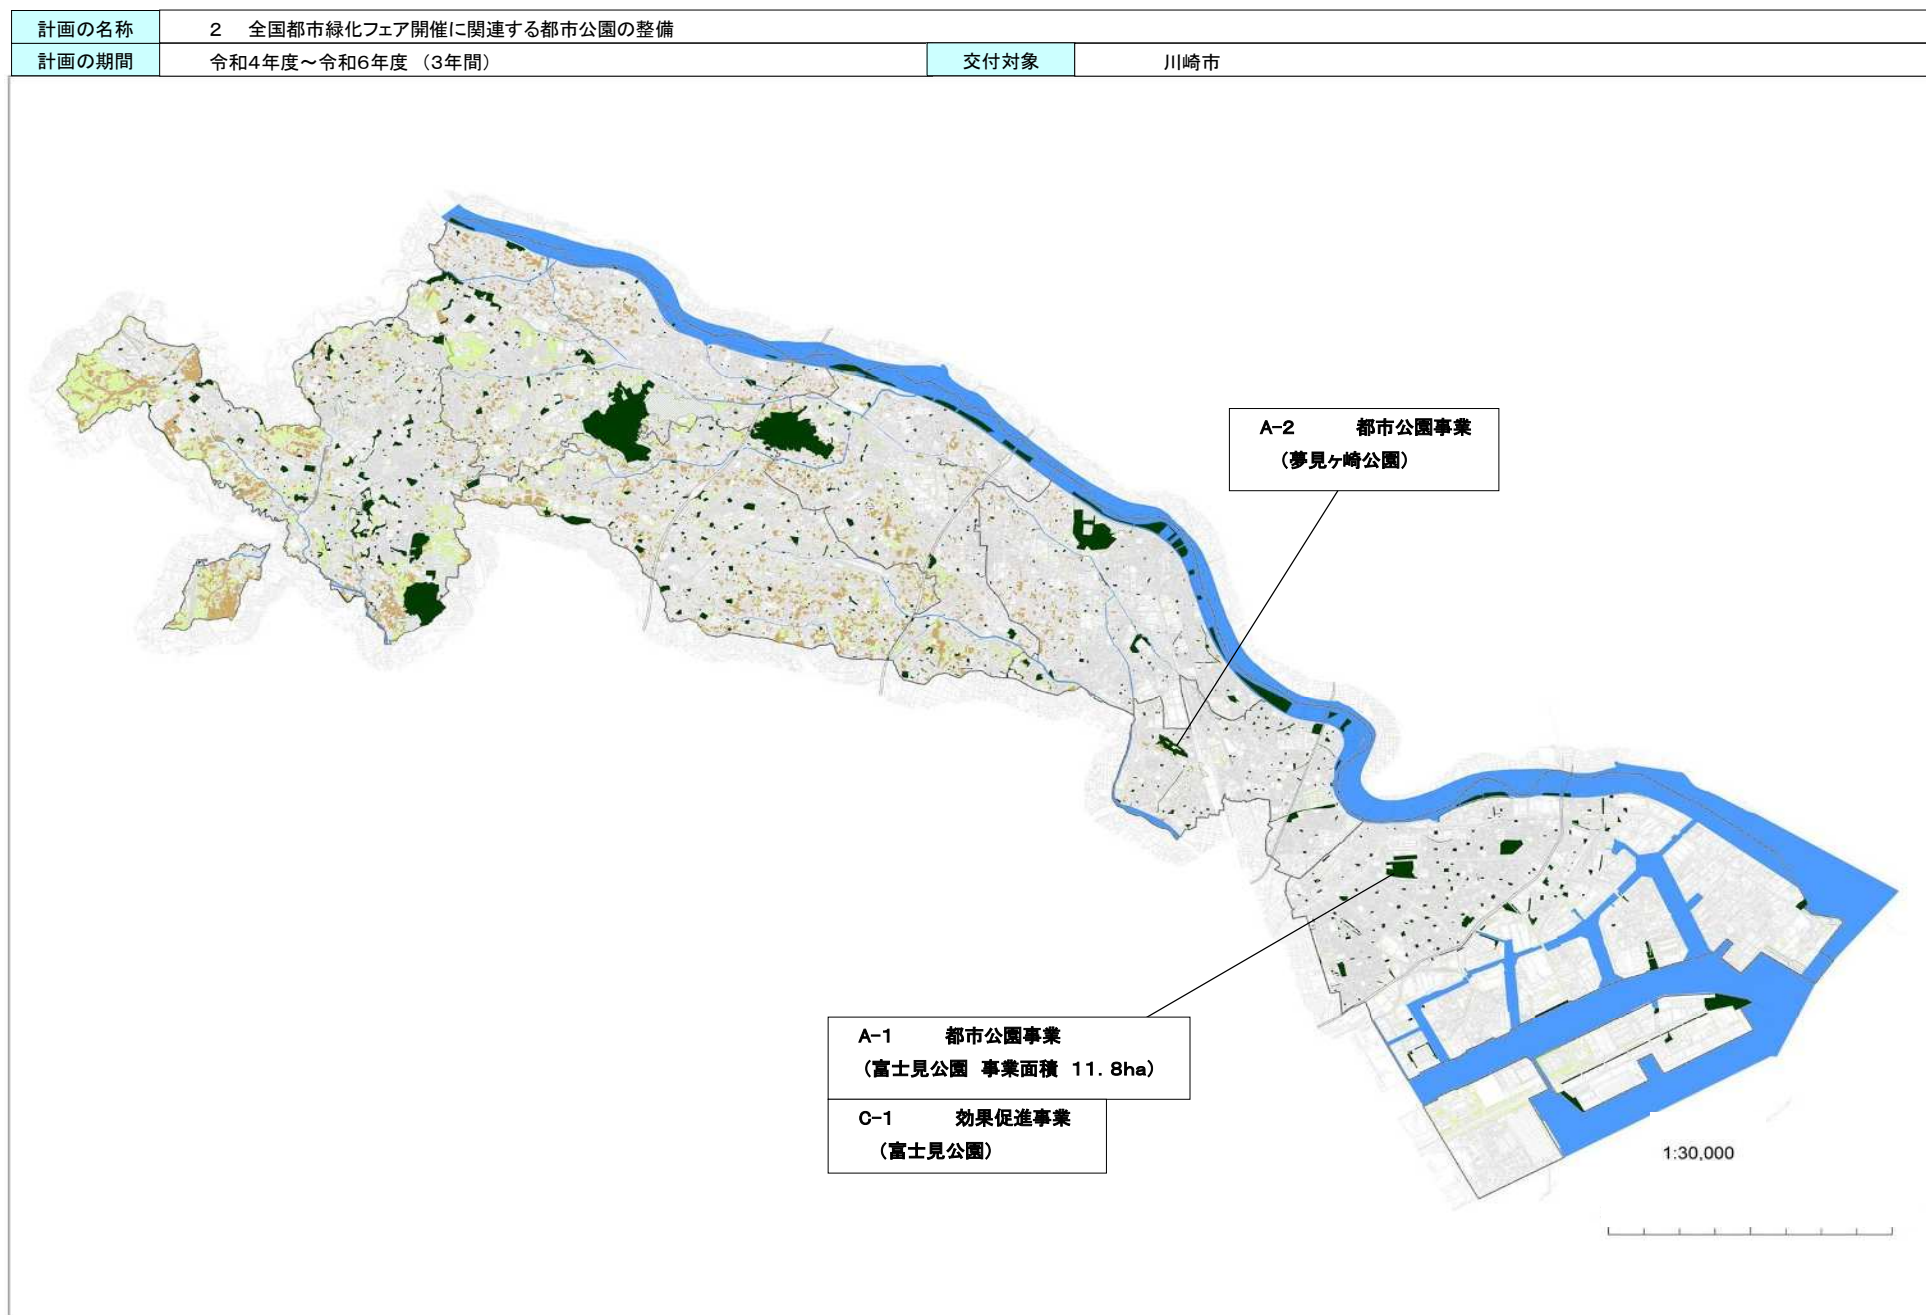 計画の名称 2 全国都市緑化フェア開催に関連する都市公園の整備
計画の期間 令和4年度～令和6年度 （3年間） 交付対象 川崎市
A-2 都市公園事業
（夢見ヶ崎公園）
A-1 都市公園事業
（富士見公園 事業面積 11．8ha）
C-1 効果促進事業
（富士見公園）
1:30,000